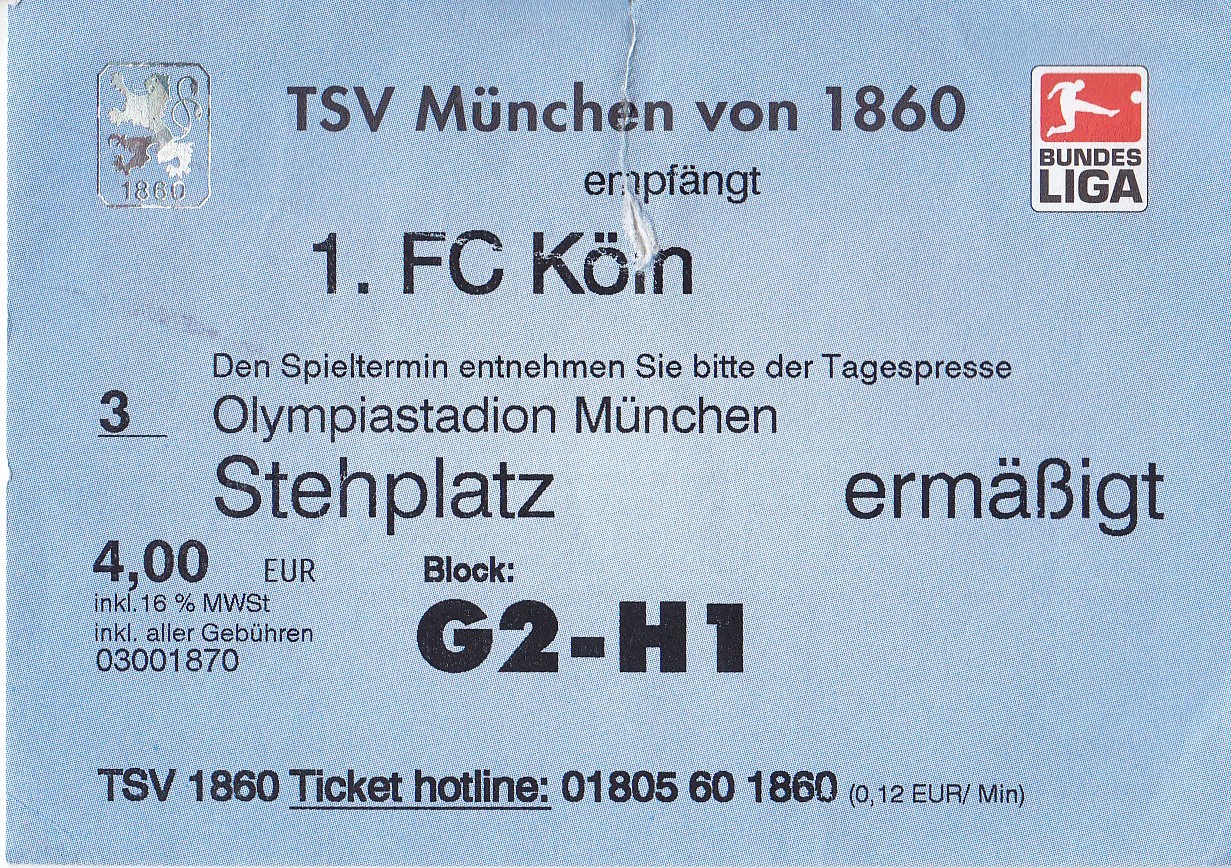 1860
TSV München von 1860
BUNDES
LIGA
empfängt
1. FC Köln
Den Spieltermin entnehmen Sie bitte der Tagespresse
3 Olympiastadion München
Stehplatz ermäßigt
4,00 EUR Block:
inkl.16 % MWSt
inkl. aller Gebühren
03001870
G2-H1
TSV 1860 Ticket hotline: 01805 60 1860 (0,12 EUR/ Min)